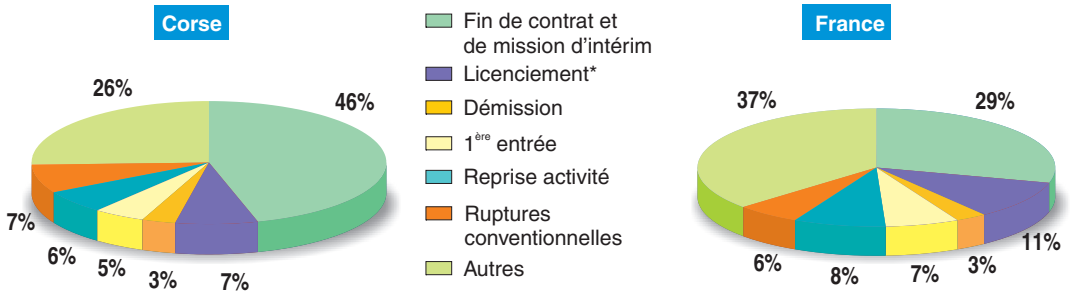 Corse
26%
46%
7%
6%
5%
3%
7%
Fin de contrat et
de mission d'intérim
Licenciement*
Démission
1ère entrée
Reprise activité
Ruptures
conventionnelles
Autres
France
37%
29%
6%
8%
7%
3%
11%